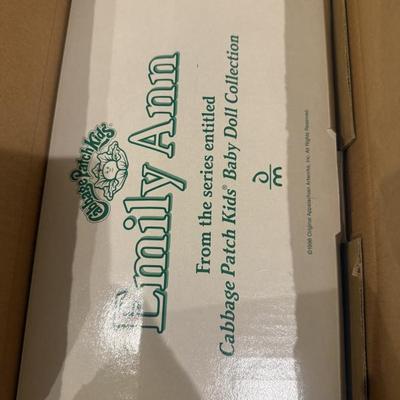 Cabbage Patch Kids®
Emily Ann
From the series entitled
Cabbage Patch Kids® Baby Doll Collection
©1998 Original Appalachian Artworks, Inc. All Rights Reserved.